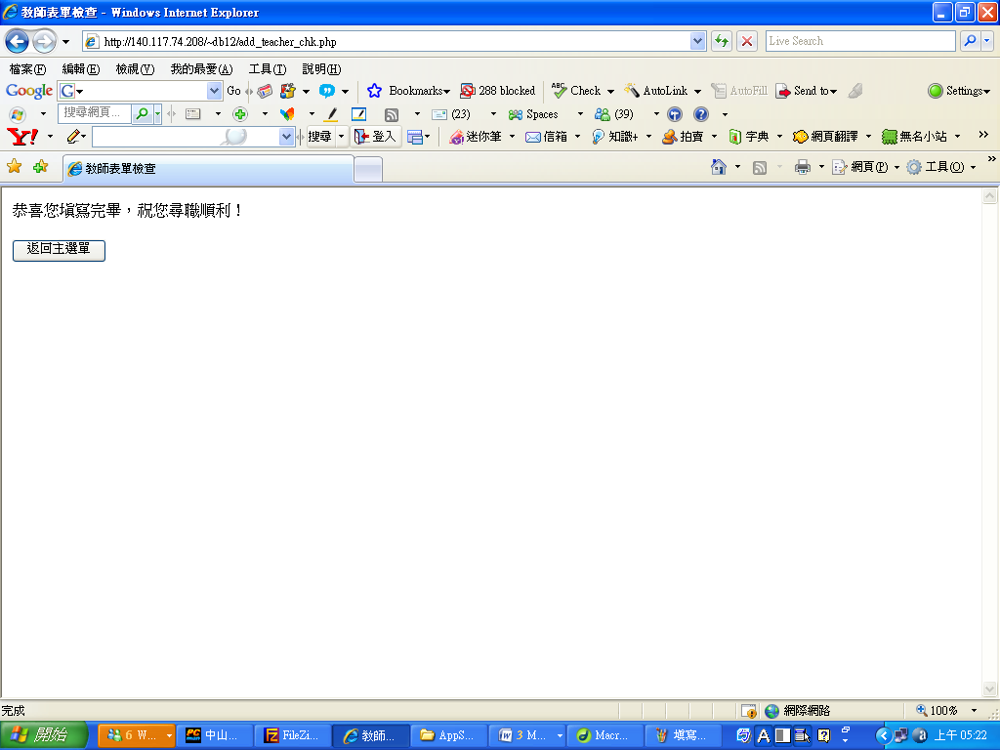 教師表單檢查 - Windows Internet Explorer
http://140.117.74.208/~db12/add_teacher_chk.php
Live Search
檔案(F) 編輯(E) 檢視(V) 我的最愛(A) 工具(T) 說明(H)
Google G Go Bookmarks 288 blocked ABC Check AutoLink AutoFill Send to Settings
搜尋網頁... (23) Spaces (39)
Y! 搜尋 登入 迷你筆 信箱 知識+ 拍賣 字典 網頁翻譯 無名小站
教師表單檢查 網頁(P) 工具(O)
恭喜您填寫完畢，祝您尋職順利！
返回主選單
完成 網際網路 100%
開始 6 W... 中山... FileZi... 教師... AppS... 3 M... Macr... 填寫... A 上午 05:22